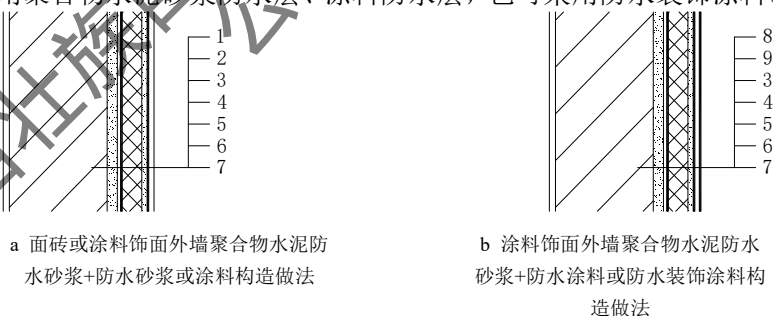 用聚合物水泥砂浆防水层、涂料防水层，也可采用防水装饰涂料
1
2
3
4
5
6
7
8
9
3
4
5
6
7
a 面砖或涂料饰面外墙聚合物水泥防
水砂浆+防水砂浆或涂料构造做法
b 涂料饰面外墙聚合物水泥防水
砂浆+防水涂料或防水装饰涂料构
造做法
壮族